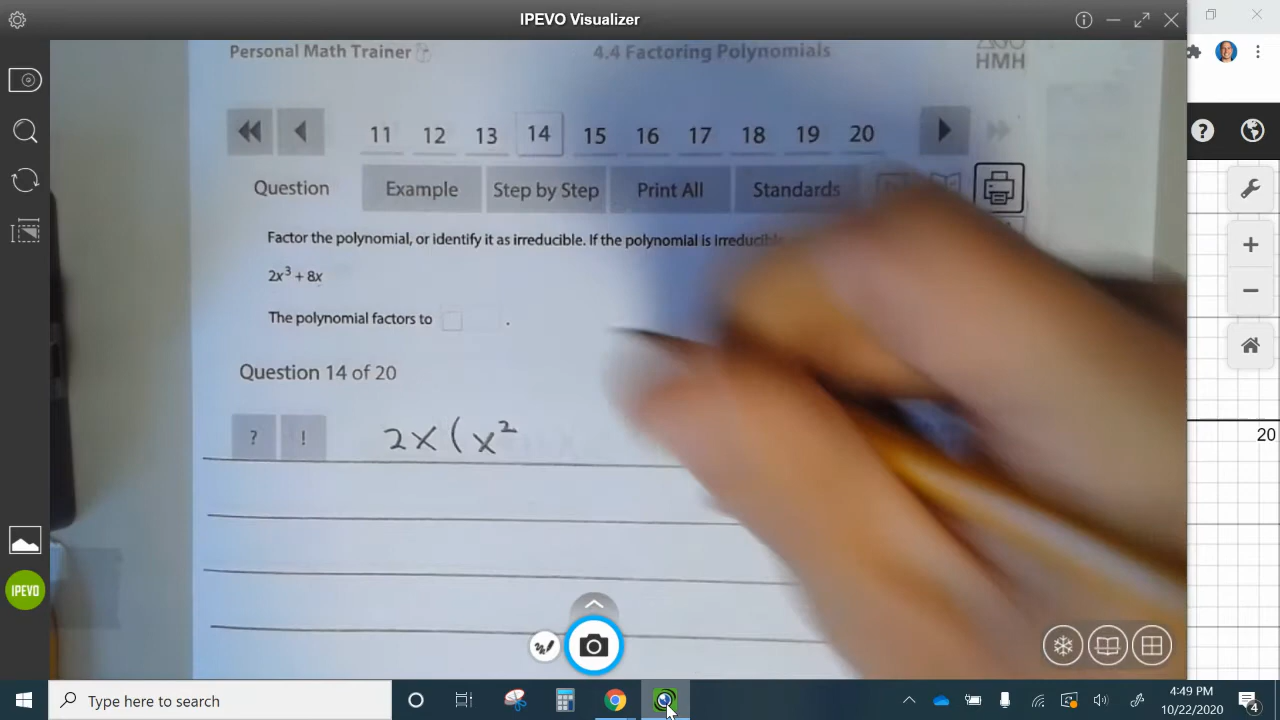 IPEVO Visualizer
Personal Math Trainer
4.4 Factoring Polynomials
HMH
11 12 13 14 15 16 17 18 19 20
Question Example Step by Step Print All Standards
Factor the polynomial, or identify it as irreducible. If the polynomial is irreducible
2x³ + 8x
The polynomial factors to .
Question 14 of 20
? ! 2x (x²
20
IPEVO
Type here to search
4:49 PM
10/22/2020
4